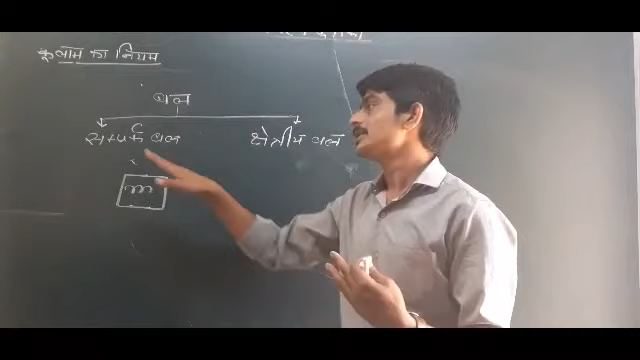 कूलाम का नियम
बल
सम्पर्क बल
क्षेत्रीय बल
m